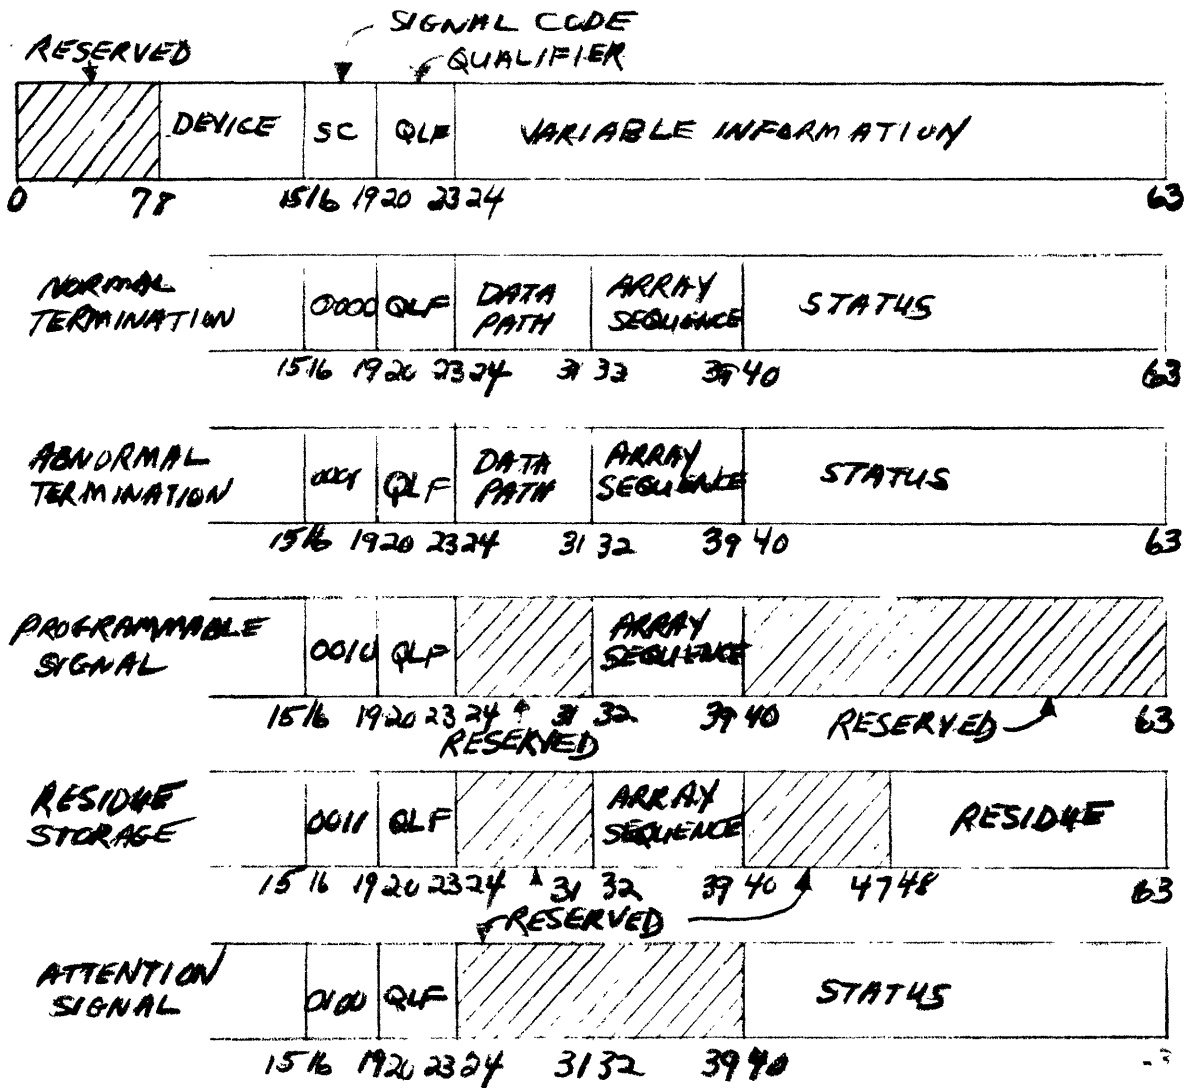 SIGNAL CODE
RESERVED
QUALIFIER
DEVICE SC QLF VARIABLE INFORMATION
0 7 8 15 16 19 20 23 24 63
NORMAL
TERMINATION
0000 QLF
DATA
PATH
ARRAY
SEQUENCE
STATUS
15 16 19 20 23 24 31 32 39 40 63
ABNORMAL
TERMINATION
0001 QLF
DATA
PATH
ARRAY
SEQUENCE
STATUS
15 16 19 20 23 24 31 32 39 40 63
PROGRAMMABLE
SIGNAL
0010 QLF
ARRAY
SEQUENCE
15 16 19 20 23 24 31 32 39 40 63
RESERVED
RESERVED
RESIDUE
STORAGE
0011 QLF
ARRAY
SEQUENCE
RESIDUE
15 16 19 20 23 24 31 32 39 40 47 48 63
RESERVED
ATTENTION
SIGNAL
0100 QLF
STATUS
15 16 19 20 23 24 31 32 39 40